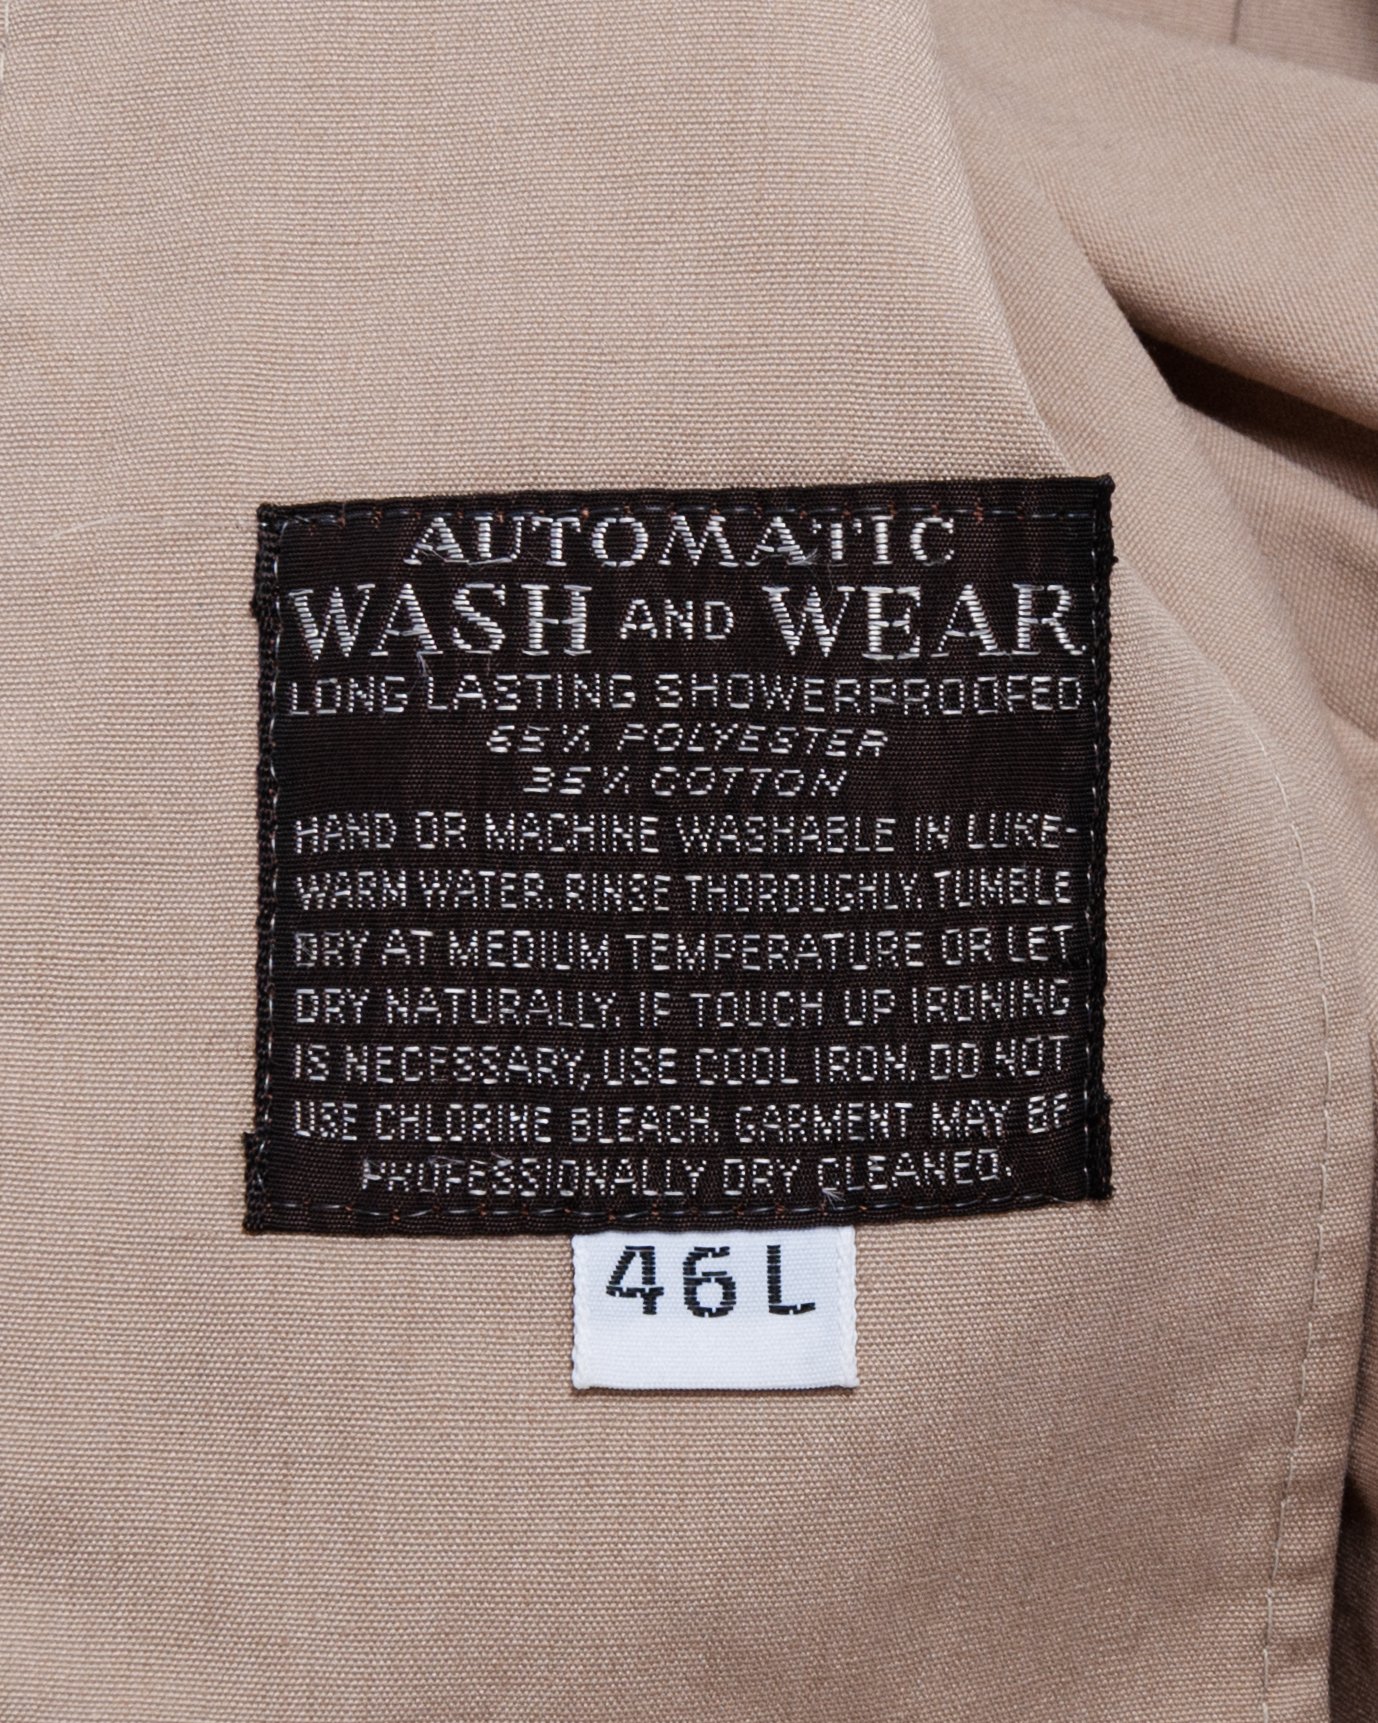 AUTOMATIC
WASH AND WEAR
LONG LASTING SHOWERPROOFED
65% POLYESTER
35% COTTON
HAND OR MACHINE WASHABLE IN LUKE-
WARM WATER. RINSE THOROUGHLY. TUMBLE
DRY AT MEDIUM TEMPERATURE OR LET
DRY NATURALLY. IF TOUCH UP IRONING
IS NECESSARY, USE COOL IRON. DO NOT
USE CHLORINE BLEACH. GARMENT MAY BE
PROFESSIONALLY DRY CLEANED.
46L